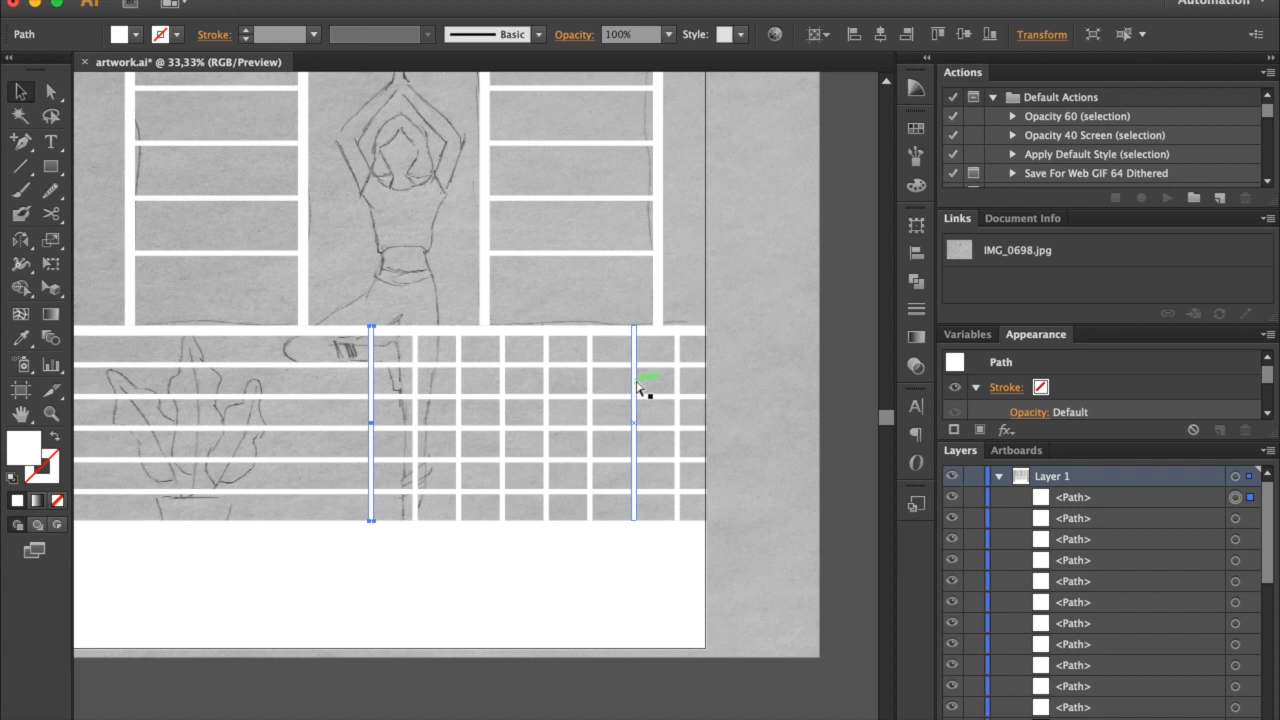 Ai
Automation
Path
Stroke:
Basic
Opacity:
100%
Style:
Transform
× artwork.ai* @ 33,33% (RGB/Preview)
Actions
Default Actions
Opacity 60 (selection)
Opacity 40 Screen (selection)
Apply Default Style (selection)
Save For Web GIF 64 Dithered
Links
Document Info
IMG_0698.jpg
Variables
Appearance
Path
Stroke:
Opacity: Default
fx
Layers
Artboards
Layer 1
<Path>
<Path>
<Path>
<Path>
<Path>
<Path>
<Path>
<Path>
<Path>
<Path>
<Path>